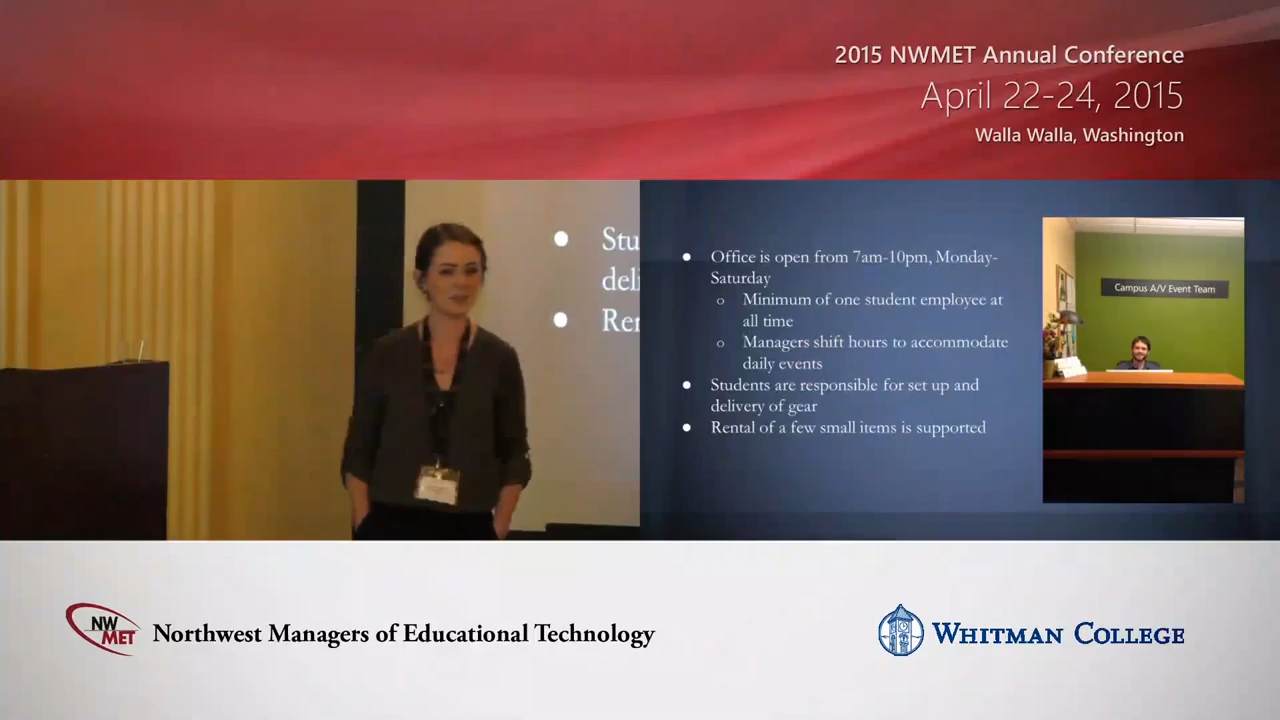 2015 NWMET Annual Conference
April 22-24, 2015
Walla Walla, Washington
Stu
deli
Ren
● Office is open from 7am-10pm, Monday-
Saturday
○ Minimum of one student employee at
all time
○ Managers shift hours to accommodate
daily events
● Students are responsible for set up and
delivery of gear
● Rental of a few small items is supported
Campus A/V Event Team
NW
MET
Northwest Managers of Educational Technology
WHITMAN COLLEGE